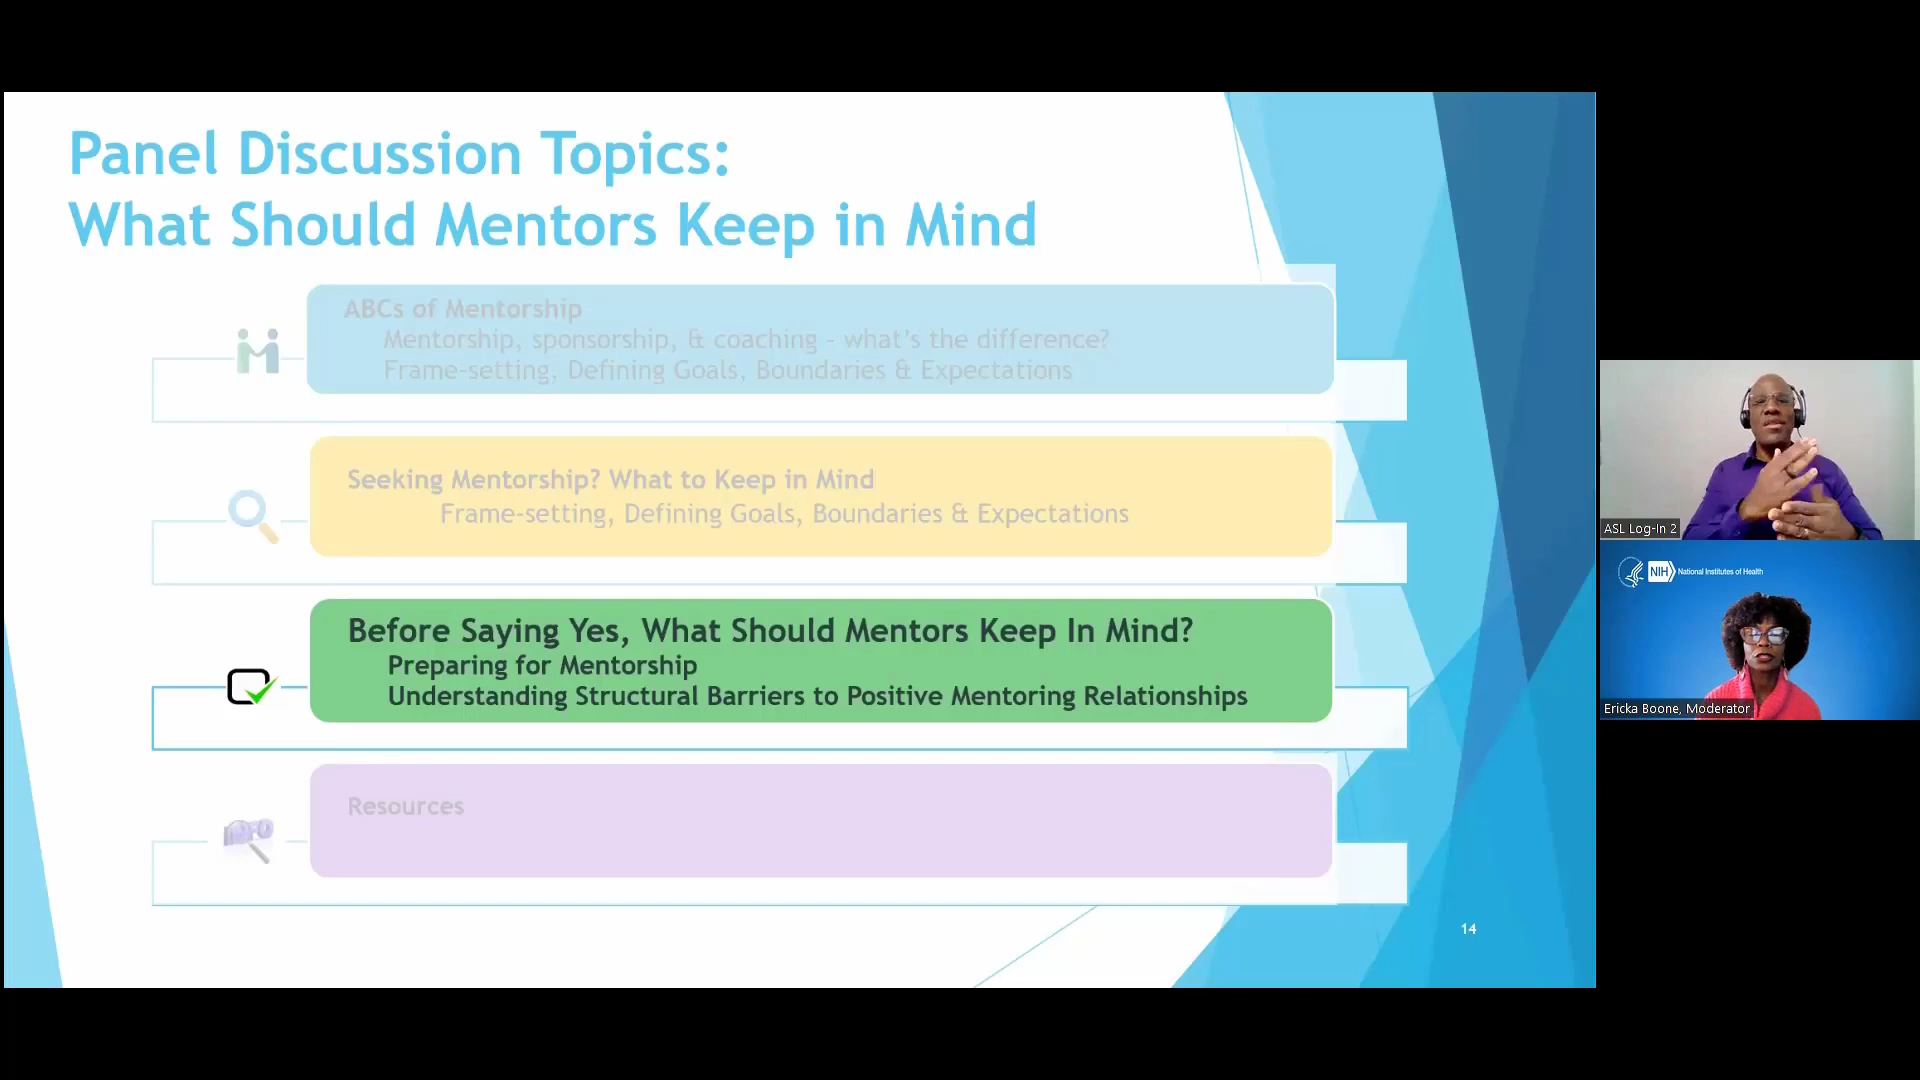 Panel Discussion Topics:
What Should Mentors Keep in Mind
ABCs of Mentorship
Mentorship, sponsorship, & coaching – what's the difference?
Frame-setting, Defining Goals, Boundaries & Expectations
Seeking Mentorship? What to Keep in Mind
Frame-setting, Defining Goals, Boundaries & Expectations
Before Saying Yes, What Should Mentors Keep In Mind?
Preparing for Mentorship
Understanding Structural Barriers to Positive Mentoring Relationships
Resources
14
ASL Log-In 2
NIH National Institutes of Health
Ericka Boone, Moderator